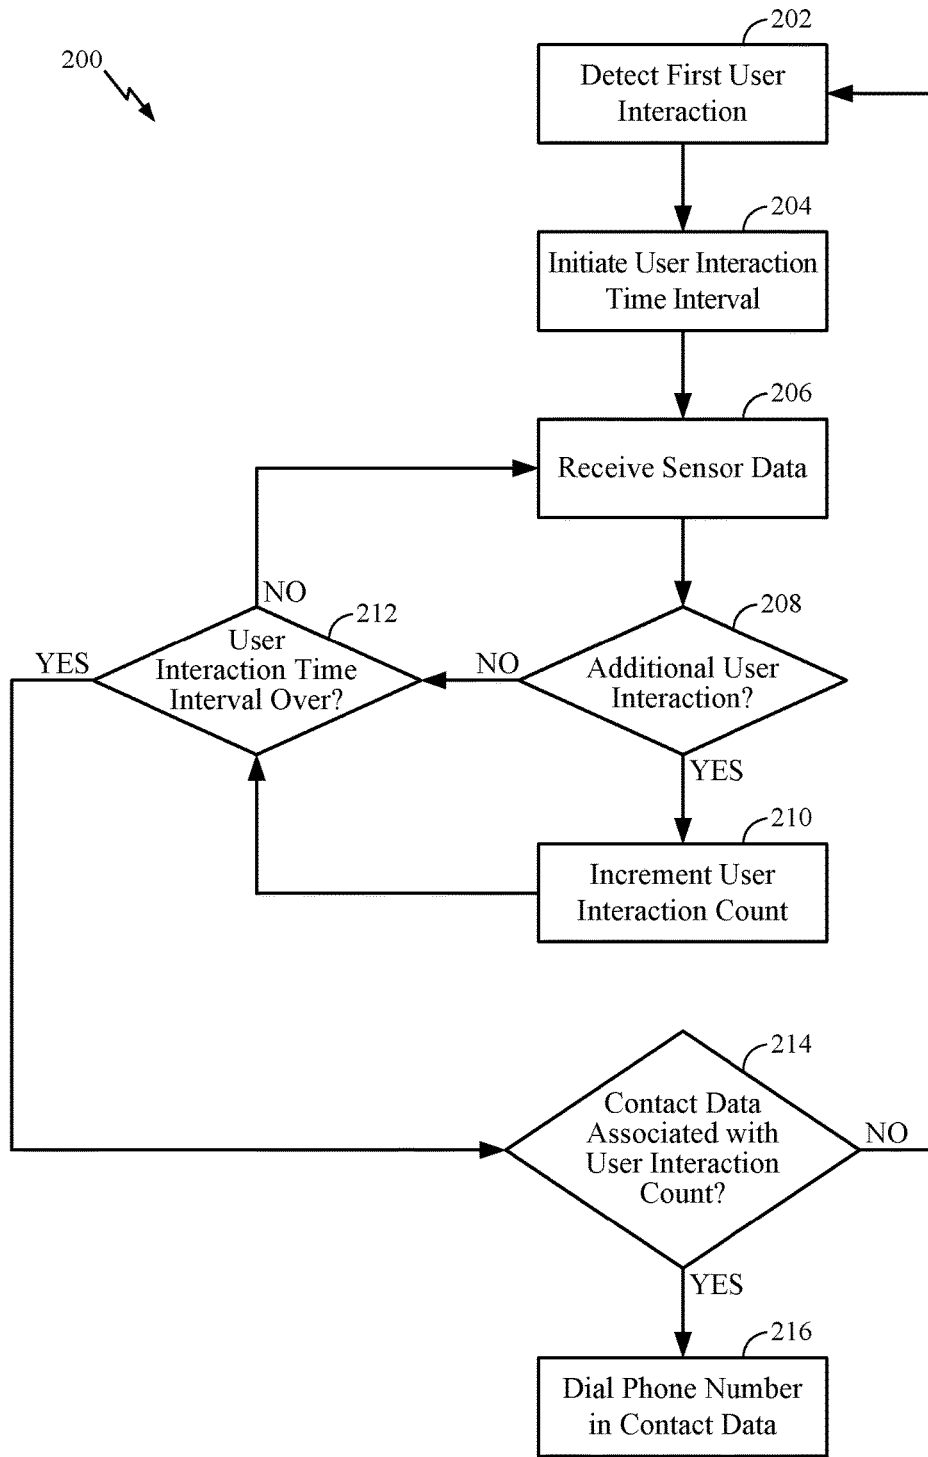 200
202
Detect First User
Interaction
204
Initiate User Interaction
Time Interval
206
Receive Sensor Data
NO
212
208
YES
User
Interaction Time
Interval Over?
NO
Additional User
Interaction?
YES
210
Increment User
Interaction Count
214
Contact Data
Associated with
User Interaction
Count?
NO
YES
216
Dial Phone Number
in Contact Data